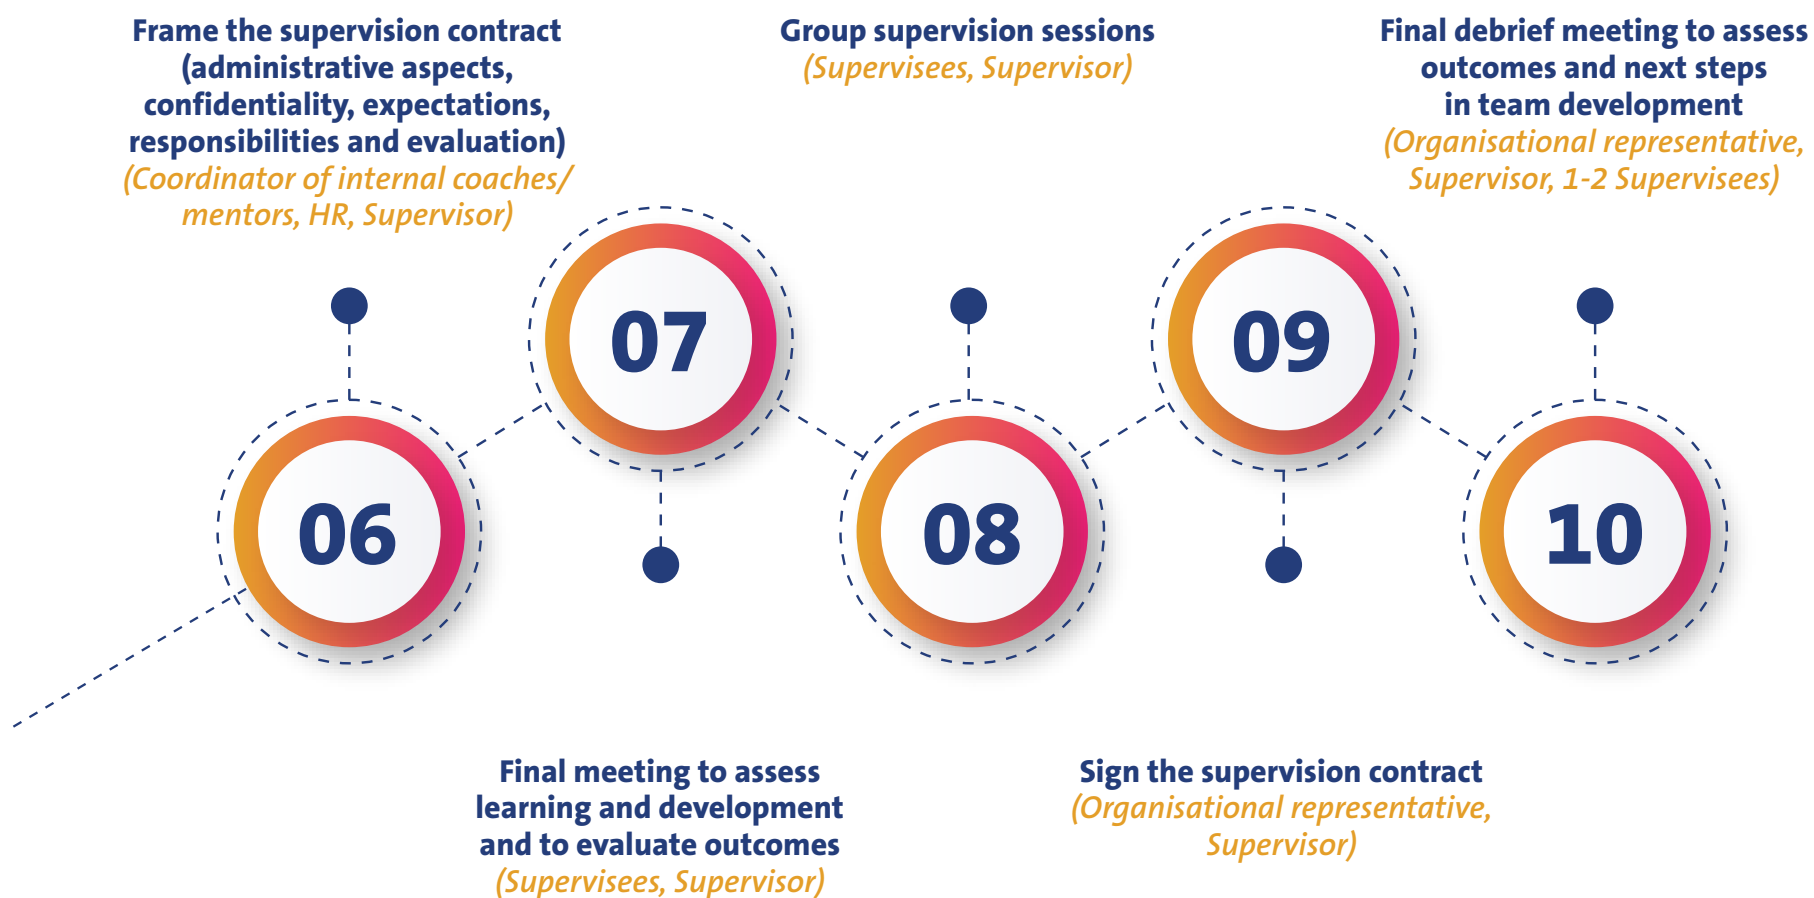 Frame the supervision contract
(administrative aspects,
confidentiality, expectations,
responsibilities and evaluation)
(Coordinator of internal coaches/
mentors, HR, Supervisor)
06
07
Final meeting to assess
learning and development
and to evaluate outcomes
(Supervisees, Supervisor)
Group supervision sessions
(Supervisees, Supervisor)
08
09
Sign the supervision contract
(Organisational representative,
Supervisor)
Final debrief meeting to assess
outcomes and next steps
in team development
(Organisational representative,
Supervisor, 1-2 Supervisees)
10